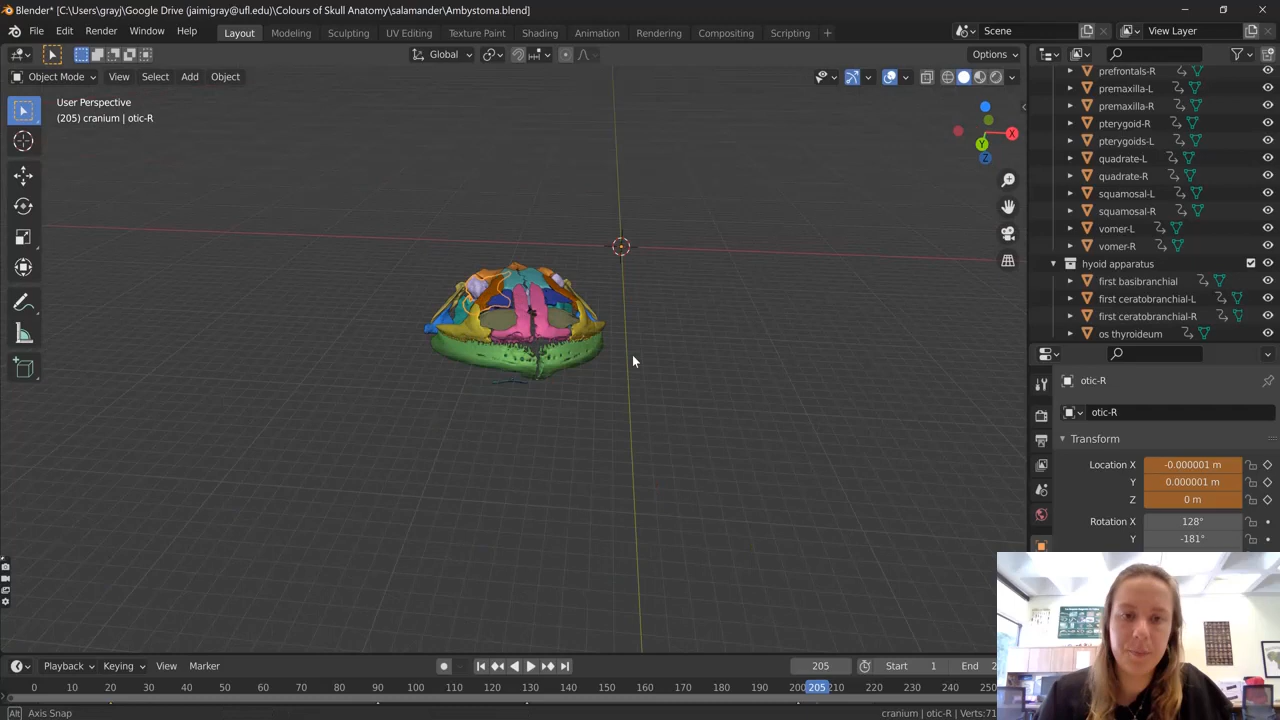 Blender* [C:\Users\grayj\Google Drive (jaimigray@ufl.edu)\Colours of Skull Anatomy\salamander\Ambystoma.blend]
File Edit Render Window Help Layout Modeling Sculpting UV Editing Texture Paint Shading Animation Rendering Compositing Scripting + Scene View Layer
Global Options
Object Mode View Select Add Object
User Perspective
(205) cranium | otic-R
X
Y
Z
prefrontals-R
premaxilla-L
premaxilla-R
pterygoid-R
pterygoids-L
quadrate-L
quadrate-R
squamosal-L
squamosal-R
vomer-L
vomer-R
hyoid apparatus
first basibranchial
first ceratobranchial-L
first ceratobranchial-R
os thyroideum
otic-R
otic-R
Transform
Location X -0.000001 m
Y 0.000001 m
Z 0 m
Rotation X 128°
Y -181°
Playback Keying View Marker 205 Start 1 End 2
0 10 20 30 40 50 60 70 80 90 100 110 120 130 140 150 160 170 180 190 200 205 210 220 230 240 250
Alt Axis Snap cranium | otic-R | Verts:71